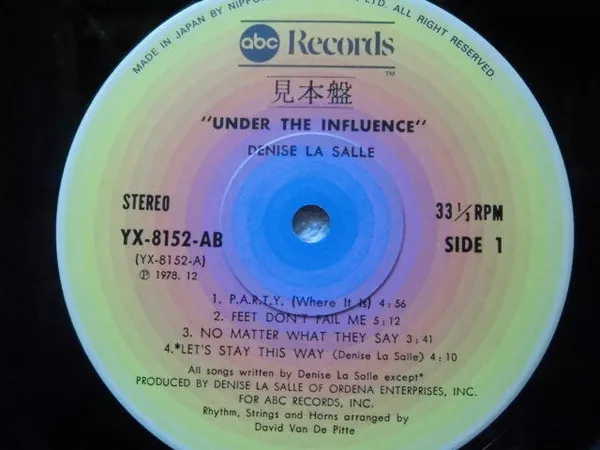 MADE IN JAPAN BY NIPPON LTD. ALL RIGHT RESERVED.
abc Records
TM
見本盤
"UNDER THE INFLUENCE"
DENISE LA SALLE
STEREO
33 1/3 RPM
YX-8152-AB
SIDE 1
(YX-8152-A)
Ⓟ 1978. 12
1. P.A.R.T.Y. (Where It Is) 4:56
2. FEET DON'T FAIL ME 5:12
3. NO MATTER WHAT THEY SAY 3:41
4.*LET'S STAY THIS WAY (Denise La Salle) 4:10
All songs written by Denise La Salle except*
PRODUCED BY DENISE LA SALLE OF ORDENA ENTERPRISES, INC.
FOR ABC RECORDS, INC.
Rhythm, Strings and Horns arranged by
David Van De Pitte